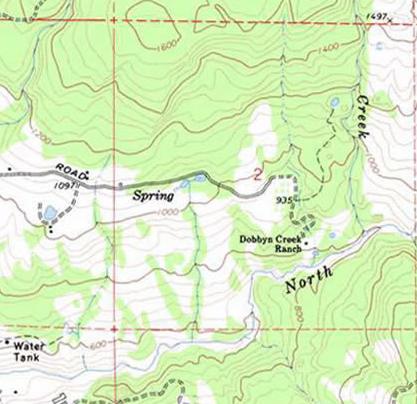 1497
1600
1400
Creek
1200
ROAD
1097
Spring
2
1000
1000
935
Dobbyn Creek
Ranch
North
800
600
Water
Tank